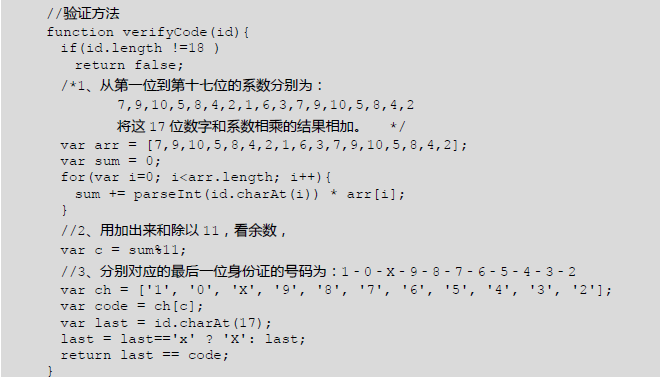 //验证方法
function verifyCode(id){
if(id.length !=18 )
return false;
/*1、从第一位到第十七位的系数分别为：
7,9,10,5,8,4,2,1,6,3,7,9,10,5,8,4,2
将这 17 位数字和系数相乘的结果相加。 */
var arr = [7,9,10,5,8,4,2,1,6,3,7,9,10,5,8,4,2];
var sum = 0;
for(var i=0; i<arr.length; i++){
sum += parseInt(id.charAt(i)) * arr[i];
}
//2、用加出来和除以 11，看余数，
var c = sum%11;
//3、分别对应的最后一位身份证的号码为：1－0－X－9－8－7－6－5－4－3－2
var ch = ['1', '0', 'X', '9', '8', '7', '6', '5', '4', '3', '2'];
var code = ch[c];
var last = id.charAt(17);
last = last=='x' ? 'X': last;
return last == code;
}